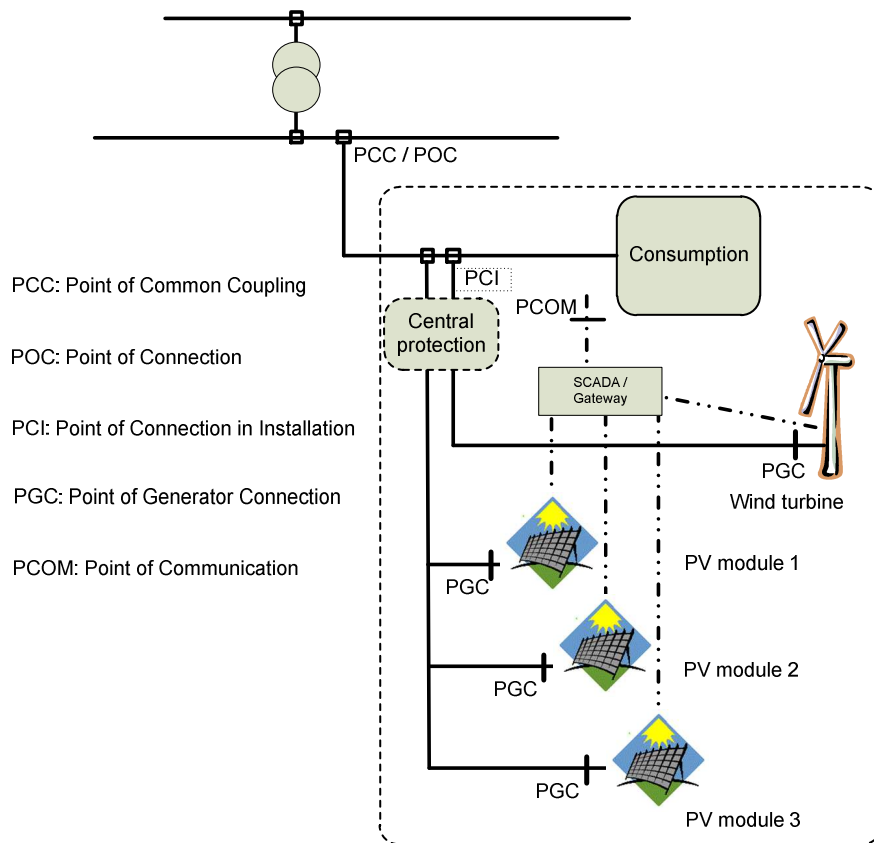 PCC / POC
Consumption
PCI
PCC: Point of Common Coupling
PCOM
Central
protection
POC: Point of Connection
SCADA /
Gateway
PCI: Point of Connection in Installation
PGC
Wind turbine
PGC: Point of Generator Connection
PV module 1
PCOM: Point of Communication
PGC
PV module 2
PGC
PGC
PV module 3